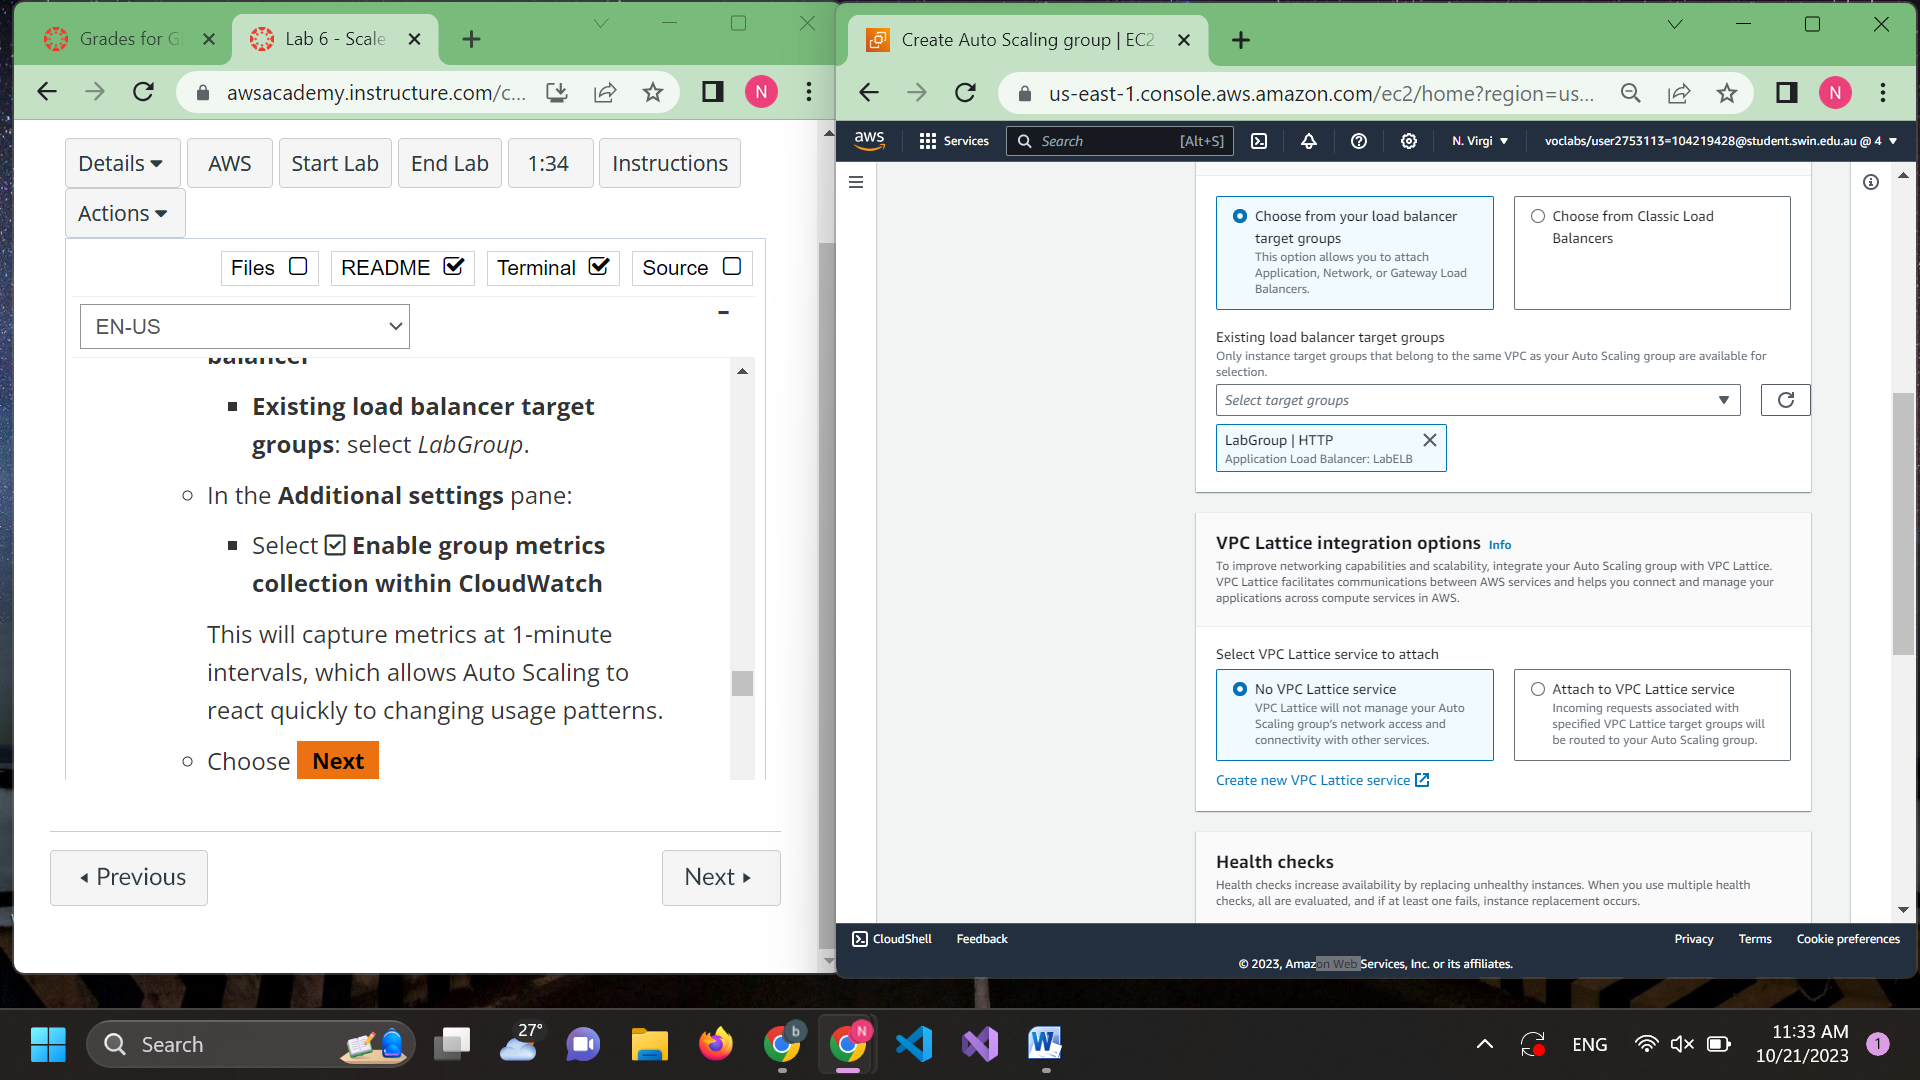 Grades for Gi
Lab 6 - Scale
awsacademy.instructure.com/c...
N
Details
AWS
Start Lab
End Lab
1:34
Instructions
Actions
Files
README
Terminal
Source
EN-US
balancer
Existing load balancer target
groups: select LabGroup.
In the Additional settings pane:
Select Enable group metrics
collection within CloudWatch
This will capture metrics at 1-minute
intervals, which allows Auto Scaling to
react quickly to changing usage patterns.
Choose Next
Previous
Next
Create Auto Scaling group | EC2
us-east-1.console.aws.amazon.com/ec2/home?region=us...
N
aws
Services
Search
[Alt+S]
N. Virgi
voclabs/user2753113=104219428@student.swin.edu.au @ 4
Choose from your load balancer
target groups
This option allows you to attach
Application, Network, or Gateway Load
Balancers.
Choose from Classic Load
Balancers
Existing load balancer target groups
Only instance target groups that belong to the same VPC as your Auto Scaling group are available for
selection.
Select target groups
LabGroup | HTTP
Application Load Balancer: LabELB
VPC Lattice integration options Info
To improve networking capabilities and scalability, integrate your Auto Scaling group with VPC Lattice.
VPC Lattice facilitates communications between AWS services and helps you connect and manage your
applications across compute services in AWS.
Select VPC Lattice service to attach
No VPC Lattice service
VPC Lattice will not manage your Auto
Scaling group's network access and
connectivity with other services.
Attach to VPC Lattice service
Incoming requests associated with
specified VPC Lattice target groups will
be routed to your Auto Scaling group.
Create new VPC Lattice service
Health checks
Health checks increase availability by replacing unhealthy instances. When you use multiple health
checks, all are evaluated, and if at least one fails, instance replacement occurs.
CloudShell
Feedback
Privacy
Terms
Cookie preferences
© 2023, Amazon Web Services, Inc. or its affiliates.
Search
27°
b
N
ENG
11:33 AM
10/21/2023
1